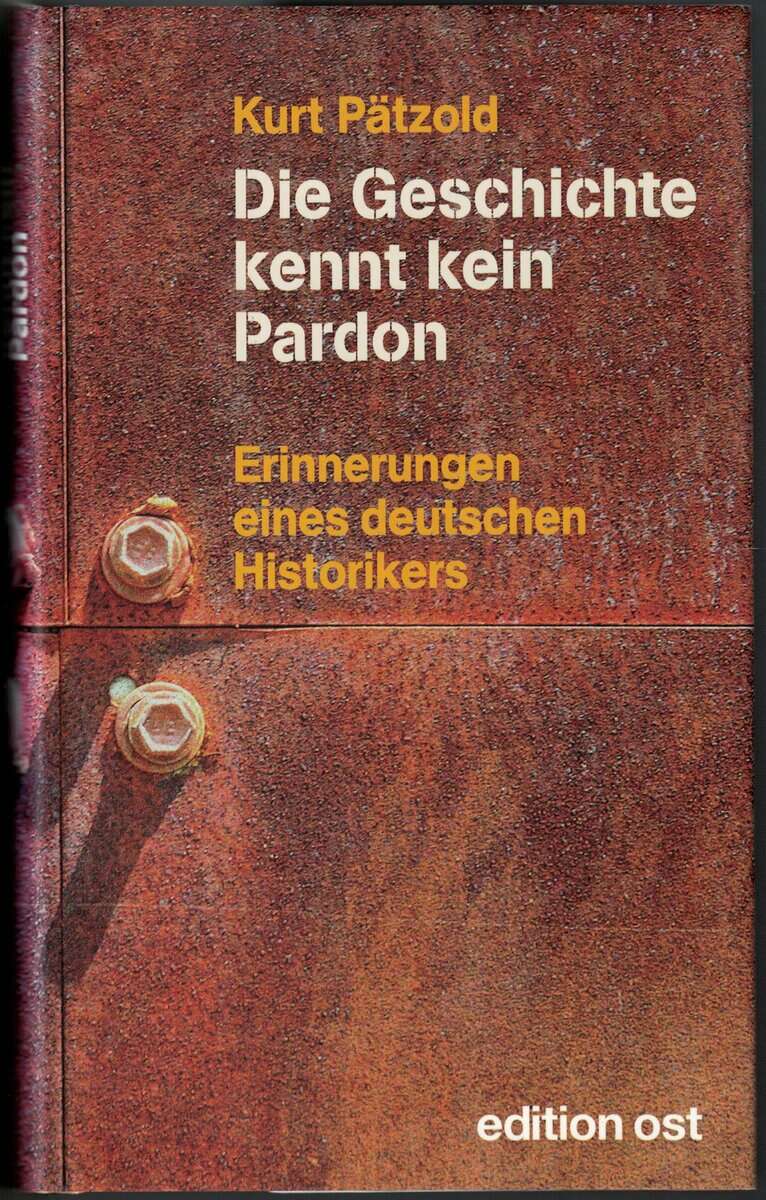 Kurt Pätzold
Die Geschichte
kennt kein
Pardon
Erinnerungen
eines deutschen
Historikers
edition ost
Pardon